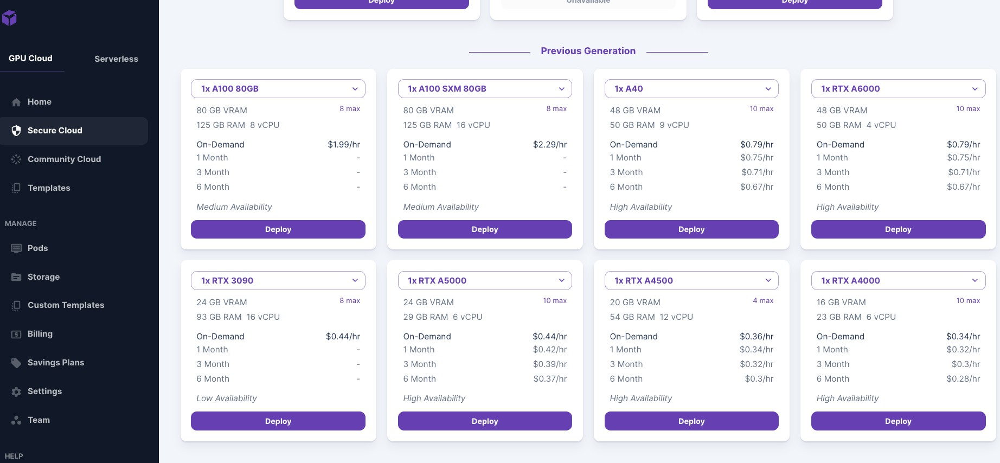 Deploy
Unavailable
Deploy
GPU Cloud
Serverless
Home
Secure Cloud
Community Cloud
Templates
MANAGE
Pods
Storage
Custom Templates
Billing
Savings Plans
Settings
Team
HELP
Previous Generation
1x A100 80GB
80 GB VRAM 8 max
125 GB RAM 8 vCPU
On-Demand $1.99/hr
1 Month -
3 Month -
6 Month -
Medium Availability
Deploy
1x A100 SXM 80GB
80 GB VRAM 8 max
125 GB RAM 16 vCPU
On-Demand $2.29/hr
1 Month -
3 Month -
6 Month -
Medium Availability
Deploy
1x A40
48 GB VRAM 10 max
50 GB RAM 9 vCPU
On-Demand $0.79/hr
1 Month $0.75/hr
3 Month $0.71/hr
6 Month $0.67/hr
High Availability
Deploy
1x RTX A6000
48 GB VRAM 10 max
50 GB RAM 4 vCPU
On-Demand $0.79/hr
1 Month $0.75/hr
3 Month $0.71/hr
6 Month $0.67/hr
High Availability
Deploy
1x RTX 3090
24 GB VRAM 8 max
93 GB RAM 16 vCPU
On-Demand $0.44/hr
1 Month -
3 Month -
6 Month -
Low Availability
Deploy
1x RTX A5000
24 GB VRAM 10 max
29 GB RAM 6 vCPU
On-Demand $0.44/hr
1 Month $0.42/hr
3 Month $0.39/hr
6 Month $0.37/hr
High Availability
Deploy
1x RTX A4500
20 GB VRAM 4 max
54 GB RAM 12 vCPU
On-Demand $0.36/hr
1 Month $0.34/hr
3 Month $0.32/hr
6 Month $0.3/hr
High Availability
Deploy
1x RTX A4000
16 GB VRAM 10 max
23 GB RAM 6 vCPU
On-Demand $0.34/hr
1 Month $0.32/hr
3 Month $0.3/hr
6 Month $0.28/hr
High Availability
Deploy